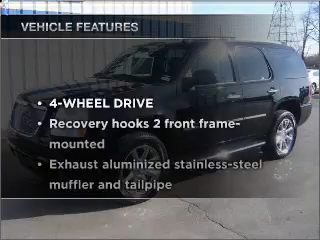 VEHICLE FEATURES
• 4-WHEEL DRIVE
• Recovery hooks 2 front frame-
mounted
• Exhaust aluminized stainless-steel
muffler and tailpipe